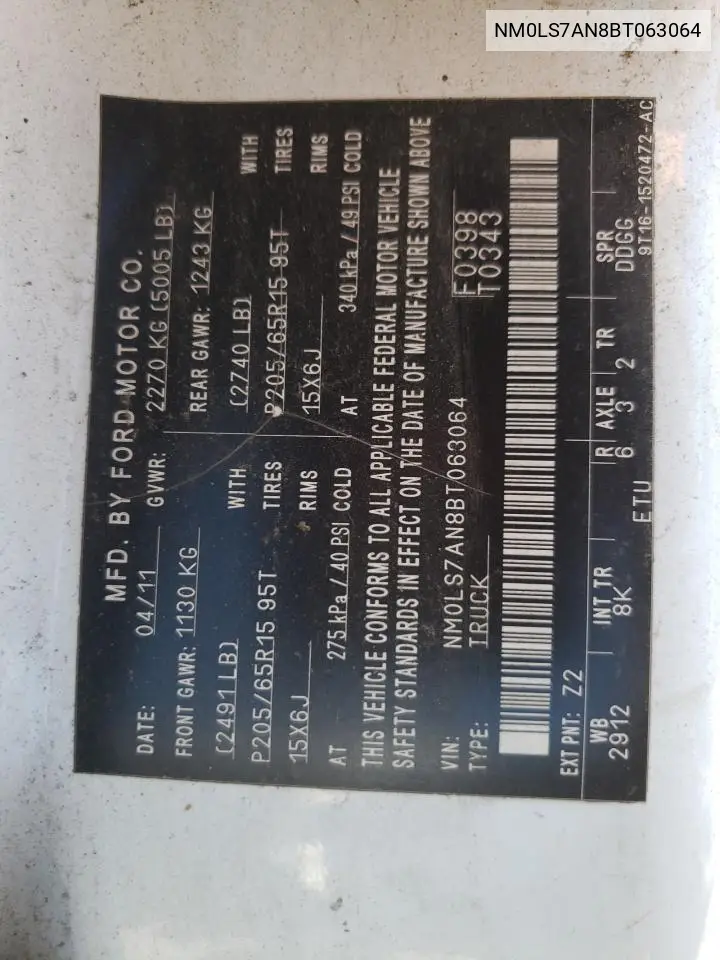 NM0LS7AN8BT063064
MFD. BY FORD MOTOR CO.
DATE: 04/11 GVWR: 2270 KG (5005 LB)
FRONT GAWR: 1130 KG REAR GAWR: 1243 KG
(2491LB) WITH (2740 LB) WITH
P205/65R15 95T TIRES P205/65R15 95T TIRES
15X6J RIMS 15X6J RIMS
AT 275 kPa / 40 PSI COLD AT 340 kPa / 49 PSI COLD
THIS VEHICLE CONFORMS TO ALL APPLICABLE FEDERAL MOTOR VEHICLE
SAFETY STANDARDS IN EFFECT ON THE DATE OF MANUFACTURE SHOWN ABOVE
VIN: NM0LS7AN8BT063064 F0398
TYPE: TRUCK T0343
EXT PNT: Z2
WB INT TR R AXLE TR SPR
2912 8K 6 3 2 DDGG
ETU 9T16-1520472-AC